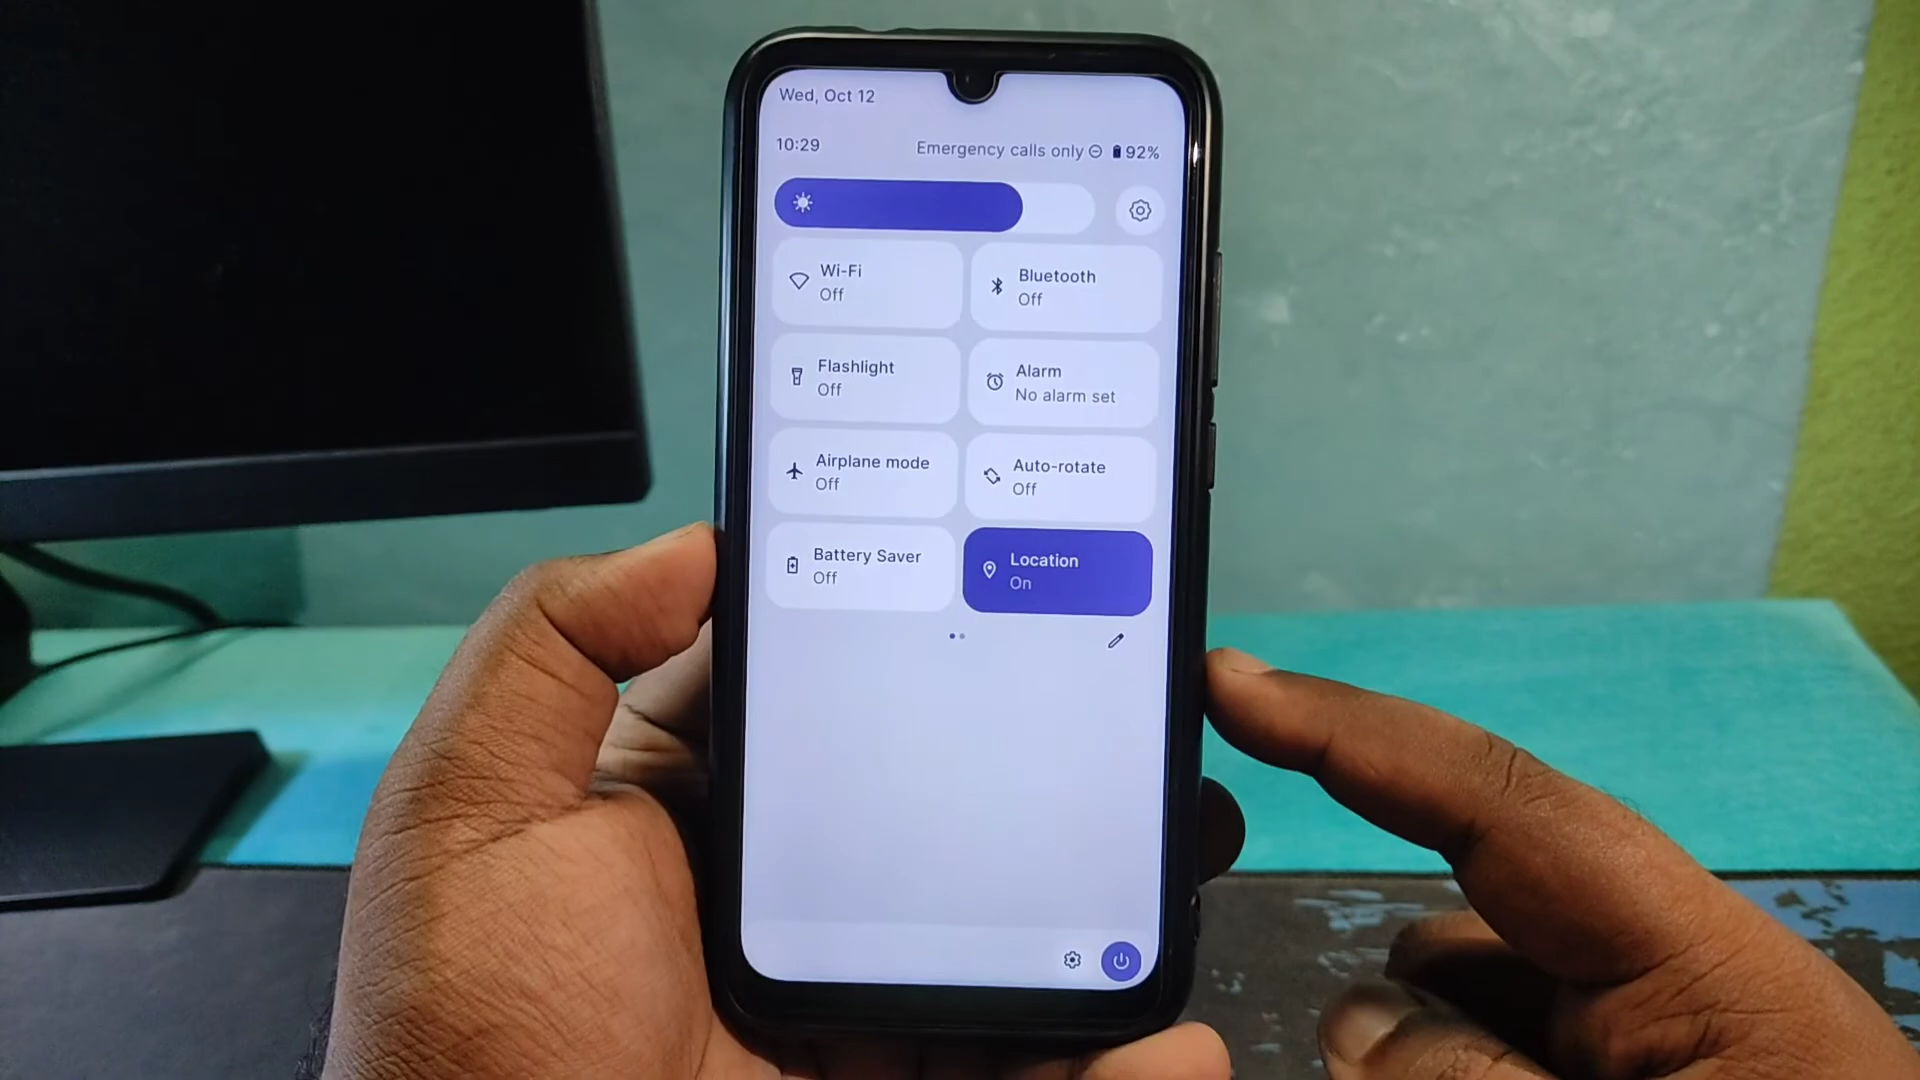 Wed, Oct 12
10:29
Emergency calls only 92%
Wi-Fi
Off
Bluetooth
Off
Flashlight
Off
Alarm
No alarm set
Airplane mode
Off
Auto-rotate
Off
Battery Saver
Off
Location
On